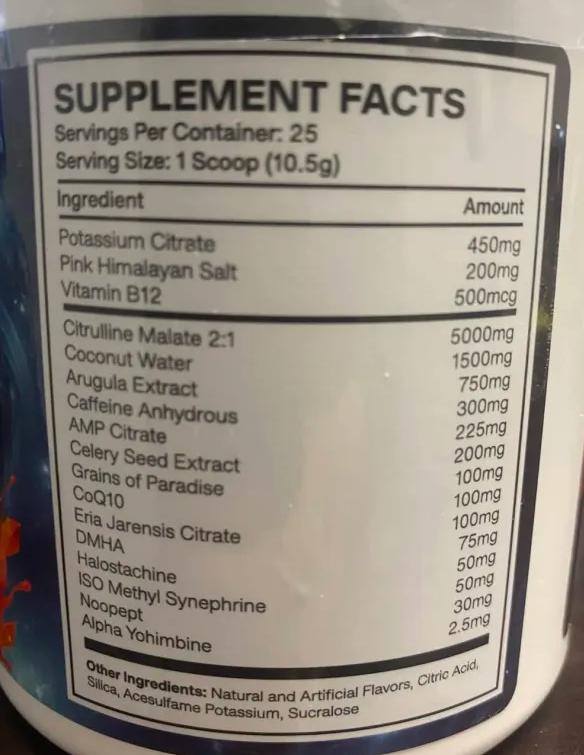 SUPPLEMENT FACTS
Servings Per Container: 25
Serving Size: 1 Scoop (10.5g)
Ingredient Amount
Potassium Citrate 450mg
Pink Himalayan Salt 200mg
Vitamin B12 500mcg
Citrulline Malate 2:1 5000mg
Coconut Water 1500mg
Arugula Extract 750mg
Caffeine Anhydrous 300mg
AMP Citrate 225mg
Celery Seed Extract 200mg
Grains of Paradise 100mg
CoQ10 100mg
Eria Jarensis Citrate 100mg
DMHA 75mg
Halostachine 50mg
ISO Methyl Synephrine 50mg
Noopept 30mg
Alpha Yohimbine 2.5mg
Other Ingredients: Natural and Artificial Flavors, Citric Acid,
Silica, Acesulfame Potassium, Sucralose